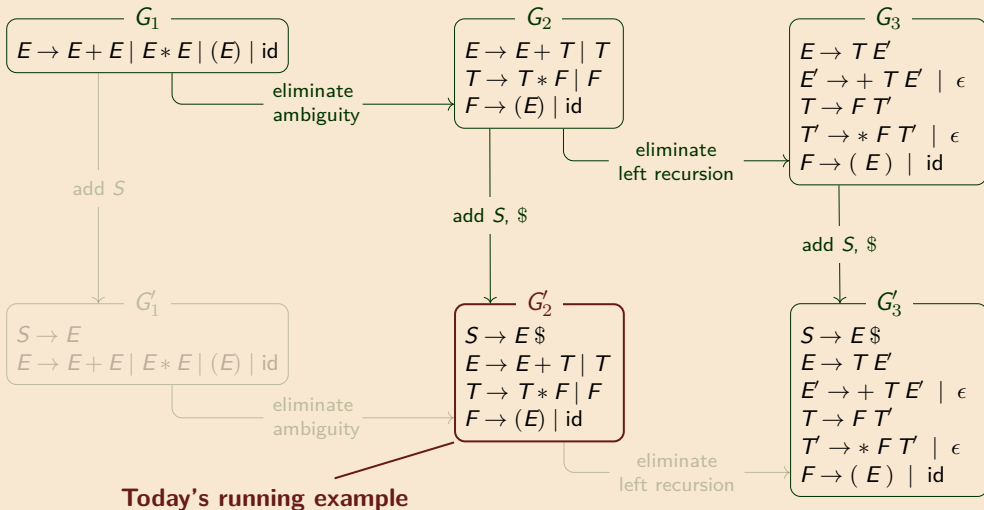 G₁
E → E + E | E ∗ E | (E) | id
eliminate
ambiguity
G₂
E → E + T | T
T → T ∗ F | F
F → (E) | id
eliminate
left recursion
G₃
E → T E′
E′ → + T E′ | ϵ
T → F T′
T′ → ∗ F T′ | ϵ
F → ( E ) | id
add S
add S, $
add S, $
G′₁
S → E
E → E + E | E ∗ E | (E) | id
eliminate
ambiguity
G′₂
S → E $
E → E + T | T
T → T ∗ F | F
F → (E) | id
eliminate
left recursion
G′₃
S → E $
E → T E′
E′ → + T E′ | ϵ
T → F T′
T′ → ∗ F T′ | ϵ
F → ( E ) | id
Today's running example